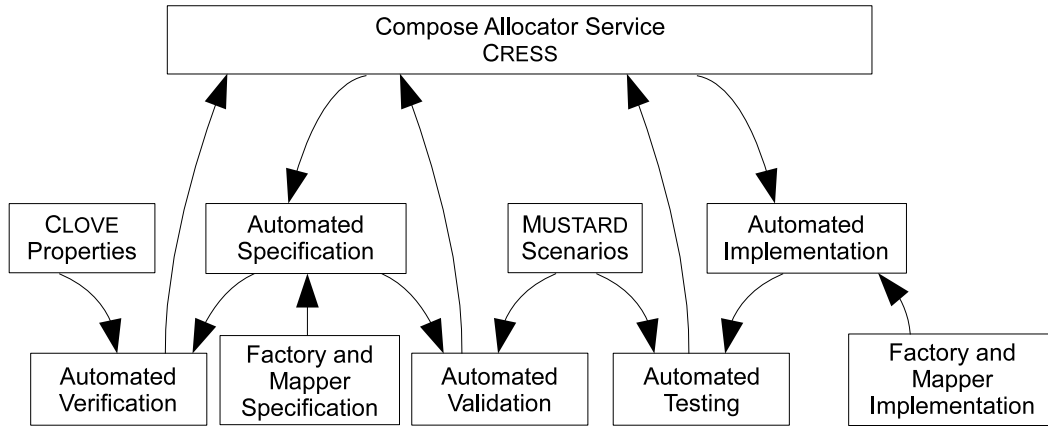 Compose Allocator Service
CRESS
CLOVE
Properties
Automated
Specification
MUSTARD
Scenarios
Automated
Implementation
Automated
Verification
Factory and
Mapper
Specification
Automated
Validation
Automated
Testing
Factory and
Mapper
Implementation